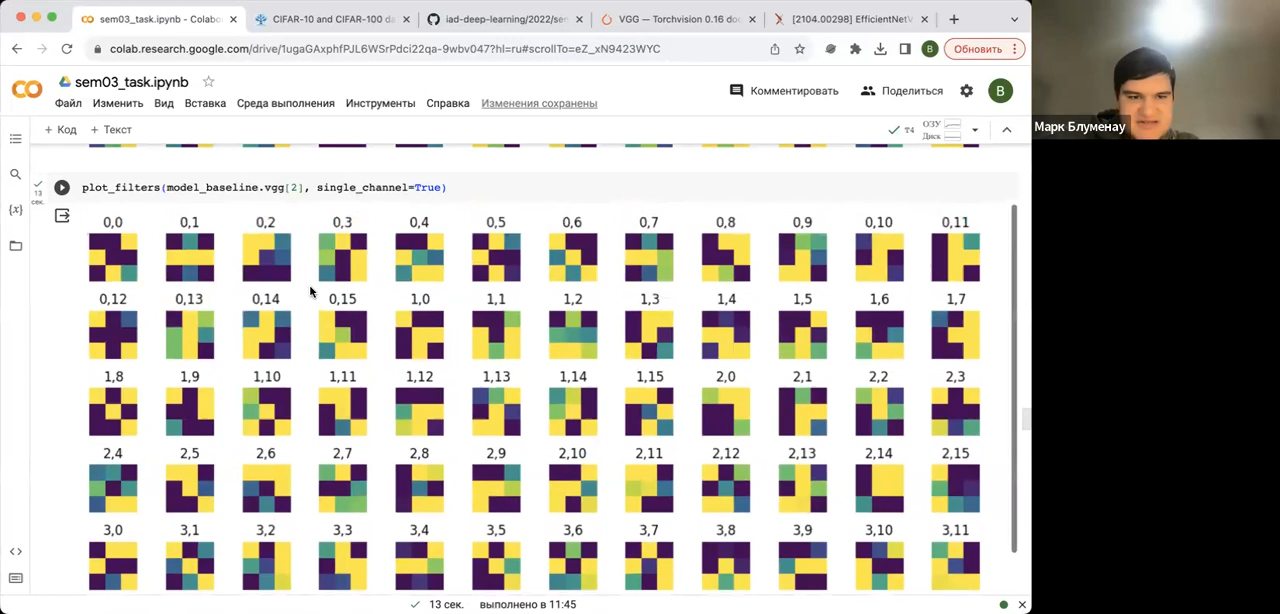 sem03_task.ipynb - Colabo
CIFAR-10 and CIFAR-100 da
iad-deep-learning/2022/sem
VGG — Torchvision 0.16 doc
[2104.00298] EfficientNetV
colab.research.google.com/drive/1ugaGAxphfPJL6WSrPdci22qa-9wbv047?hl=ru#scrollTo=eZ_xN9423WYC
В
Обновить
sem03_task.ipynb
Комментировать
Поделиться
В
Файл Изменить Вид Вставка Среда выполнения Инструменты Справка Изменения сохранены
+ Код + Текст
T4
ОЗУ
Диск
Марк Блуменау
13
сек.
plot_filters(model_baseline.vgg[2], single_channel=True)
0,0 0,1 0,2 0,3 0,4 0,5 0,6 0,7 0,8 0,9 0,10 0,11
0,12 0,13 0,14 0,15 1,0 1,1 1,2 1,3 1,4 1,5 1,6 1,7
1,8 1,9 1,10 1,11 1,12 1,13 1,14 1,15 2,0 2,1 2,2 2,3
2,4 2,5 2,6 2,7 2,8 2,9 2,10 2,11 2,12 2,13 2,14 2,15
3,0 3,1 3,2 3,3 3,4 3,5 3,6 3,7 3,8 3,9 3,10 3,11
13 сек. выполнено в 11:45